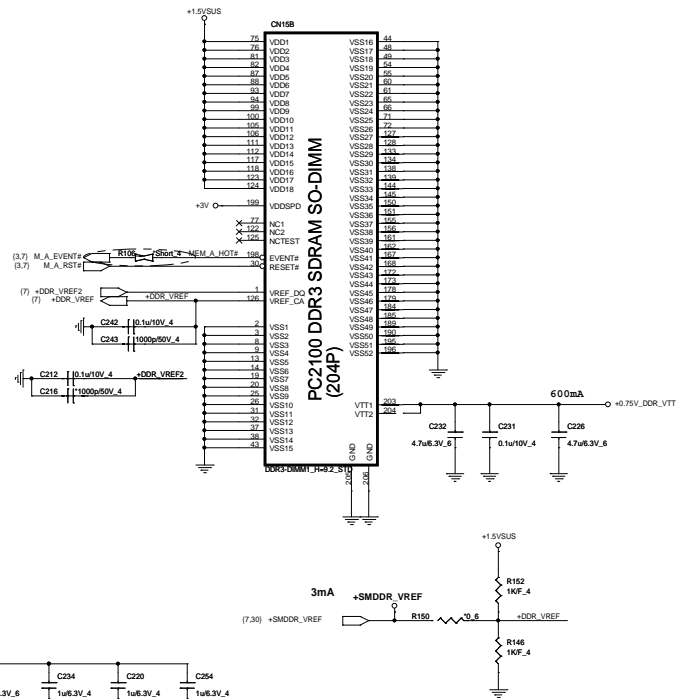 +1.5VSUS
CN15B
75 VDD1 VSS16 44
76 VDD2 VSS17 48
81 VDD3 VSS18 49
82 VDD4 VSS19 54
87 VDD5 VSS20 55
88 VDD6 VSS21 60
93 VDD7 VSS22 61
94 VDD8 VSS23 65
99 VDD9 VSS24 66
100 VDD10 VSS25 71
105 VDD11 VSS26 72
106 VDD12 VSS27 127
111 VDD13 VSS28 128
112 VDD14 VSS29 133
117 VDD15 VSS30 134
118 VDD16 VSS31 138
123 VDD17 VSS32 139
124 VDD18 VSS33 144
VSS34 145
+3V 199 VDDSPD VSS35 150
VSS36 151
77 NC1 VSS37 155
122 NC2 VSS38 156
125 NCTEST VSS39 161
VSS40 162
{3,7} M_A_EVENT# R106 Short_4 MEM_A_HOT# 198 EVENT# VSS41 167
{3,7} M_A_RST# 30 RESET# VSS42 168
VSS43 172
VSS44 173
{7} +DDR_VREF2 1 VREF_DQ VSS45 178
{7} +DDR_VREF +DDR_VREF 126 VREF_CA VSS46 179
VSS47 184
VSS48 185
2 VSS1 VSS49 189
3 VSS2 VSS50 190
8 VSS3 VSS51 195
9 VSS4 VSS52 196
13 VSS5
14 VSS6
19 VSS7
20 VSS8
25 VSS9
26 VSS10
31 VSS11
32 VSS12
37 VSS13
38 VSS14
43 VSS15
PC2100 DDR3 SDRAM SO-DIMM
(204P)
C242 0.1u/10V_4
C243 1000p/50V_4
C212 0.1u/10V_4 +DDR_VREF2
C216 *1000p/50V_4
VTT1 203
VTT2 204
600mA
+0.75V_DDR_VTT
C232
4.7u/6.3V_6
C231
0.1u/10V_4
C226
4.7u/6.3V_6
GND
GND
DDR3-DIMM1_H=9.2_STD
205
206
+1.5VSUS
R152
1K/F_4
3mA
+SMDDR_VREF
{7,30} +SMDDR_VREF R150 *0_6 +DDR_VREF
R146
1K/F_4
C234
1u/6.3V_4
C220
1u/6.3V_4
C254
1u/6.3V_4
.3V_6